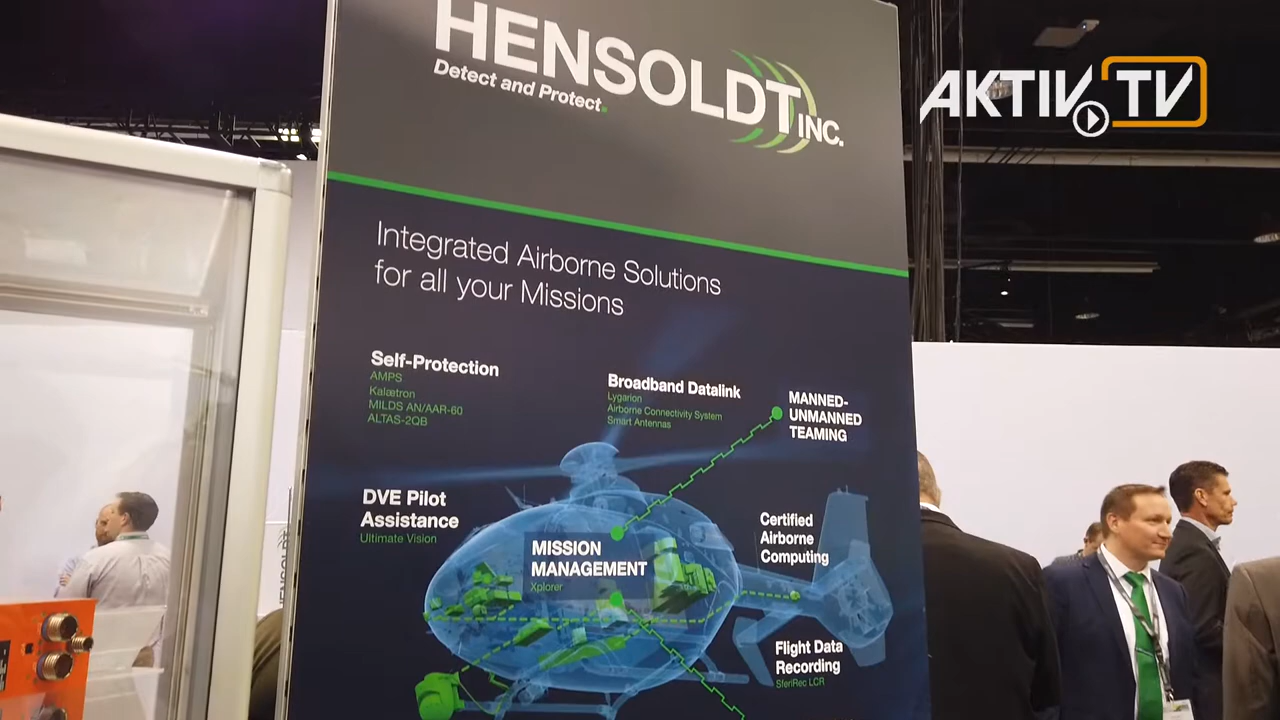 HENSOLDT INC.
Detect and Protect.
AKTIV TV
Integrated Airborne Solutions
for all your Missions
Self-Protection
AMPS
Kalætron
MILDS AN/AAR-60
ALTAS-2QB
Broadband Datalink
Lygarion
Airborne Connectivity System
Smart Antennas
MANNED-
UNMANNED
TEAMING
DVE Pilot
Assistance
Ultimate Vision
MISSION
MANAGEMENT
Xplorer
Certified
Airborne
Computing
Flight Data
Recording
SferiRec LCR
HENSOLDT